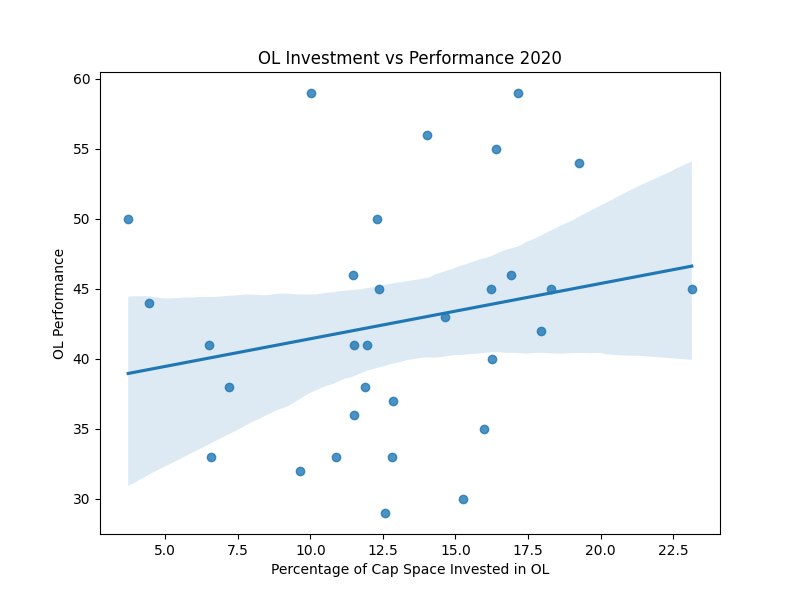 OL Investment vs Performance 2020
60
55
50
45
40
35
30
OL Performance
5.0 7.5 10.0 12.5 15.0 17.5 20.0 22.5
Percentage of Cap Space Invested in OL